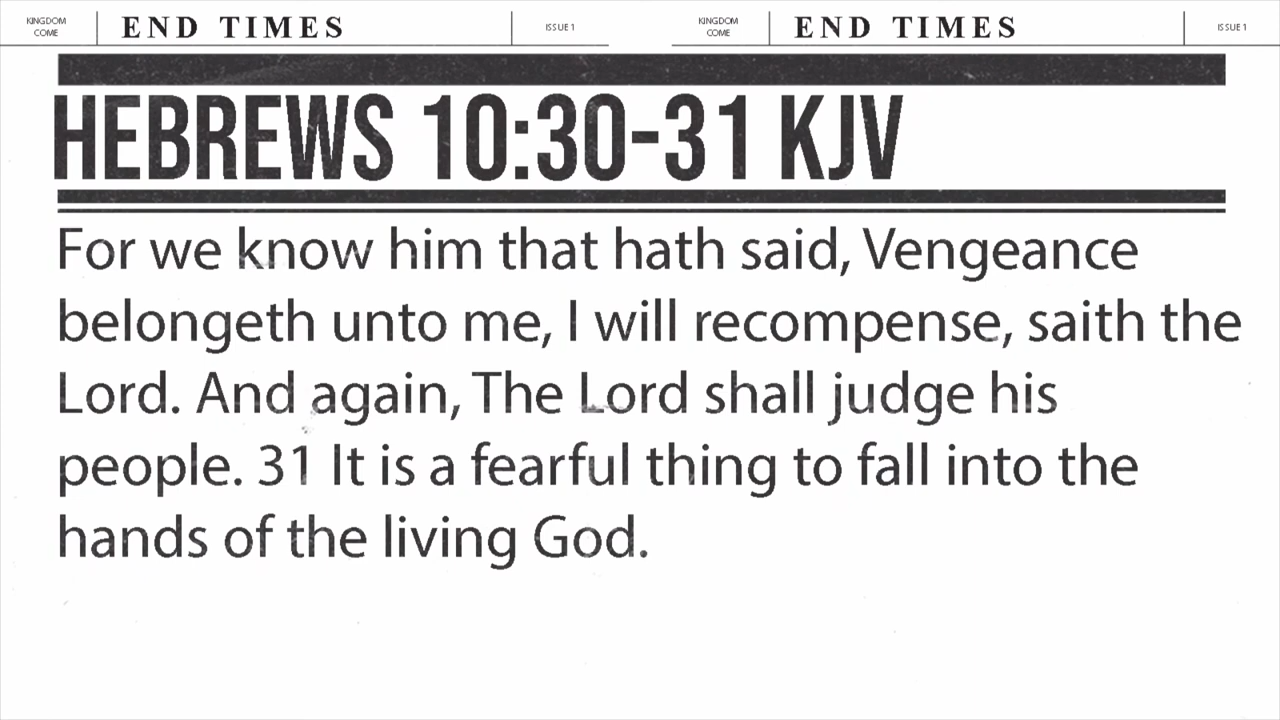 KINGDOM
COME
END TIMES
ISSUE 1
KINGDOM
COME
END TIMES
ISSUE 1
HEBREWS 10:30-31 KJV
For we know him that hath said, Vengeance
belongeth unto me, I will recompense, saith the
Lord. And again, The Lord shall judge his
people. 31 It is a fearful thing to fall into the
hands of the living God.